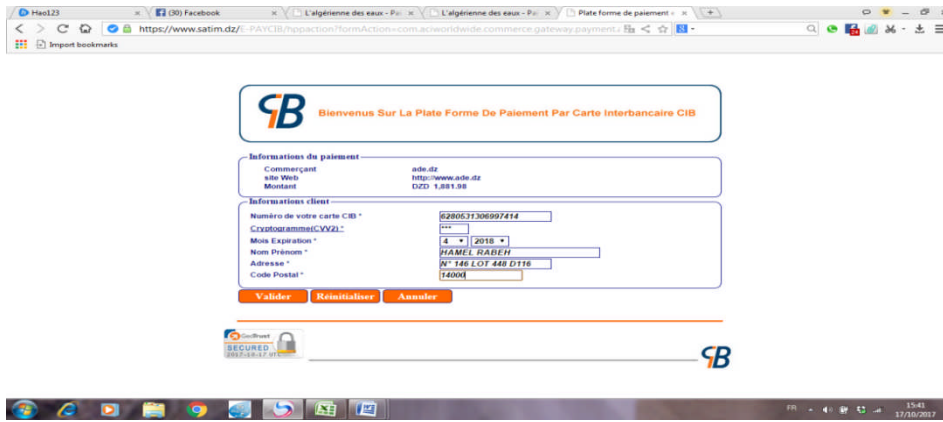 Hao123
(30) Facebook
L'algérienne des eaux - Pai
L'algérienne des eaux - Pai
Plate forme de paiement
https://www.satim.dz/E-PAYCIB/hppaction?formAction=com.aciworldwide.commerce.gateway.payment.
Import bookmarks
Bienvenus Sur La Plate Forme De Paiement Par Carte Interbancaire CIB
Informations du paiement
Commerçant ade.dz
site Web http://www.ade.dz
Montant DZD 1,881.98
Informations client
Numéro de votre carte CIB * 6280531306997414
Cryptogramme(CVV2) * ***
Mois Expiration * 4 2018
Nom Prénom * HAMEL RABEH
Adresse * N° 146 LOT 448 D116
Code Postal * 14000
Valider Réinitialiser Annuler
GeoTrust
SECURED
FR 15:41
17/10/2017